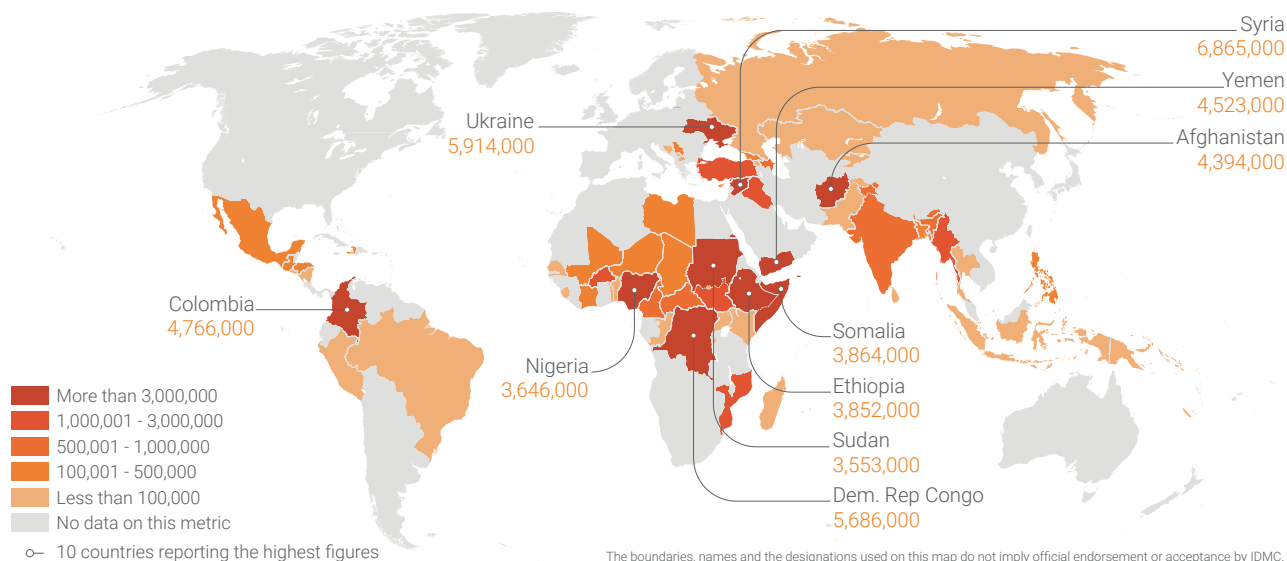 Syria
6,865,000
Yemen
4,523,000
Ukraine
5,914,000
Afghanistan
4,394,000
Colombia
4,766,000
Nigeria
3,646,000
Somalia
3,864,000
Ethiopia
3,852,000
Sudan
3,553,000
Dem. Rep Congo
5,686,000
More than 3,000,000
1,000,001 - 3,000,000
500,001 - 1,000,000
100,001 - 500,000
Less than 100,000
No data on this metric
10 countries reporting the highest figures
The boundaries, names and the designations used on this map do not imply official endorsement or acceptance by IDMC.